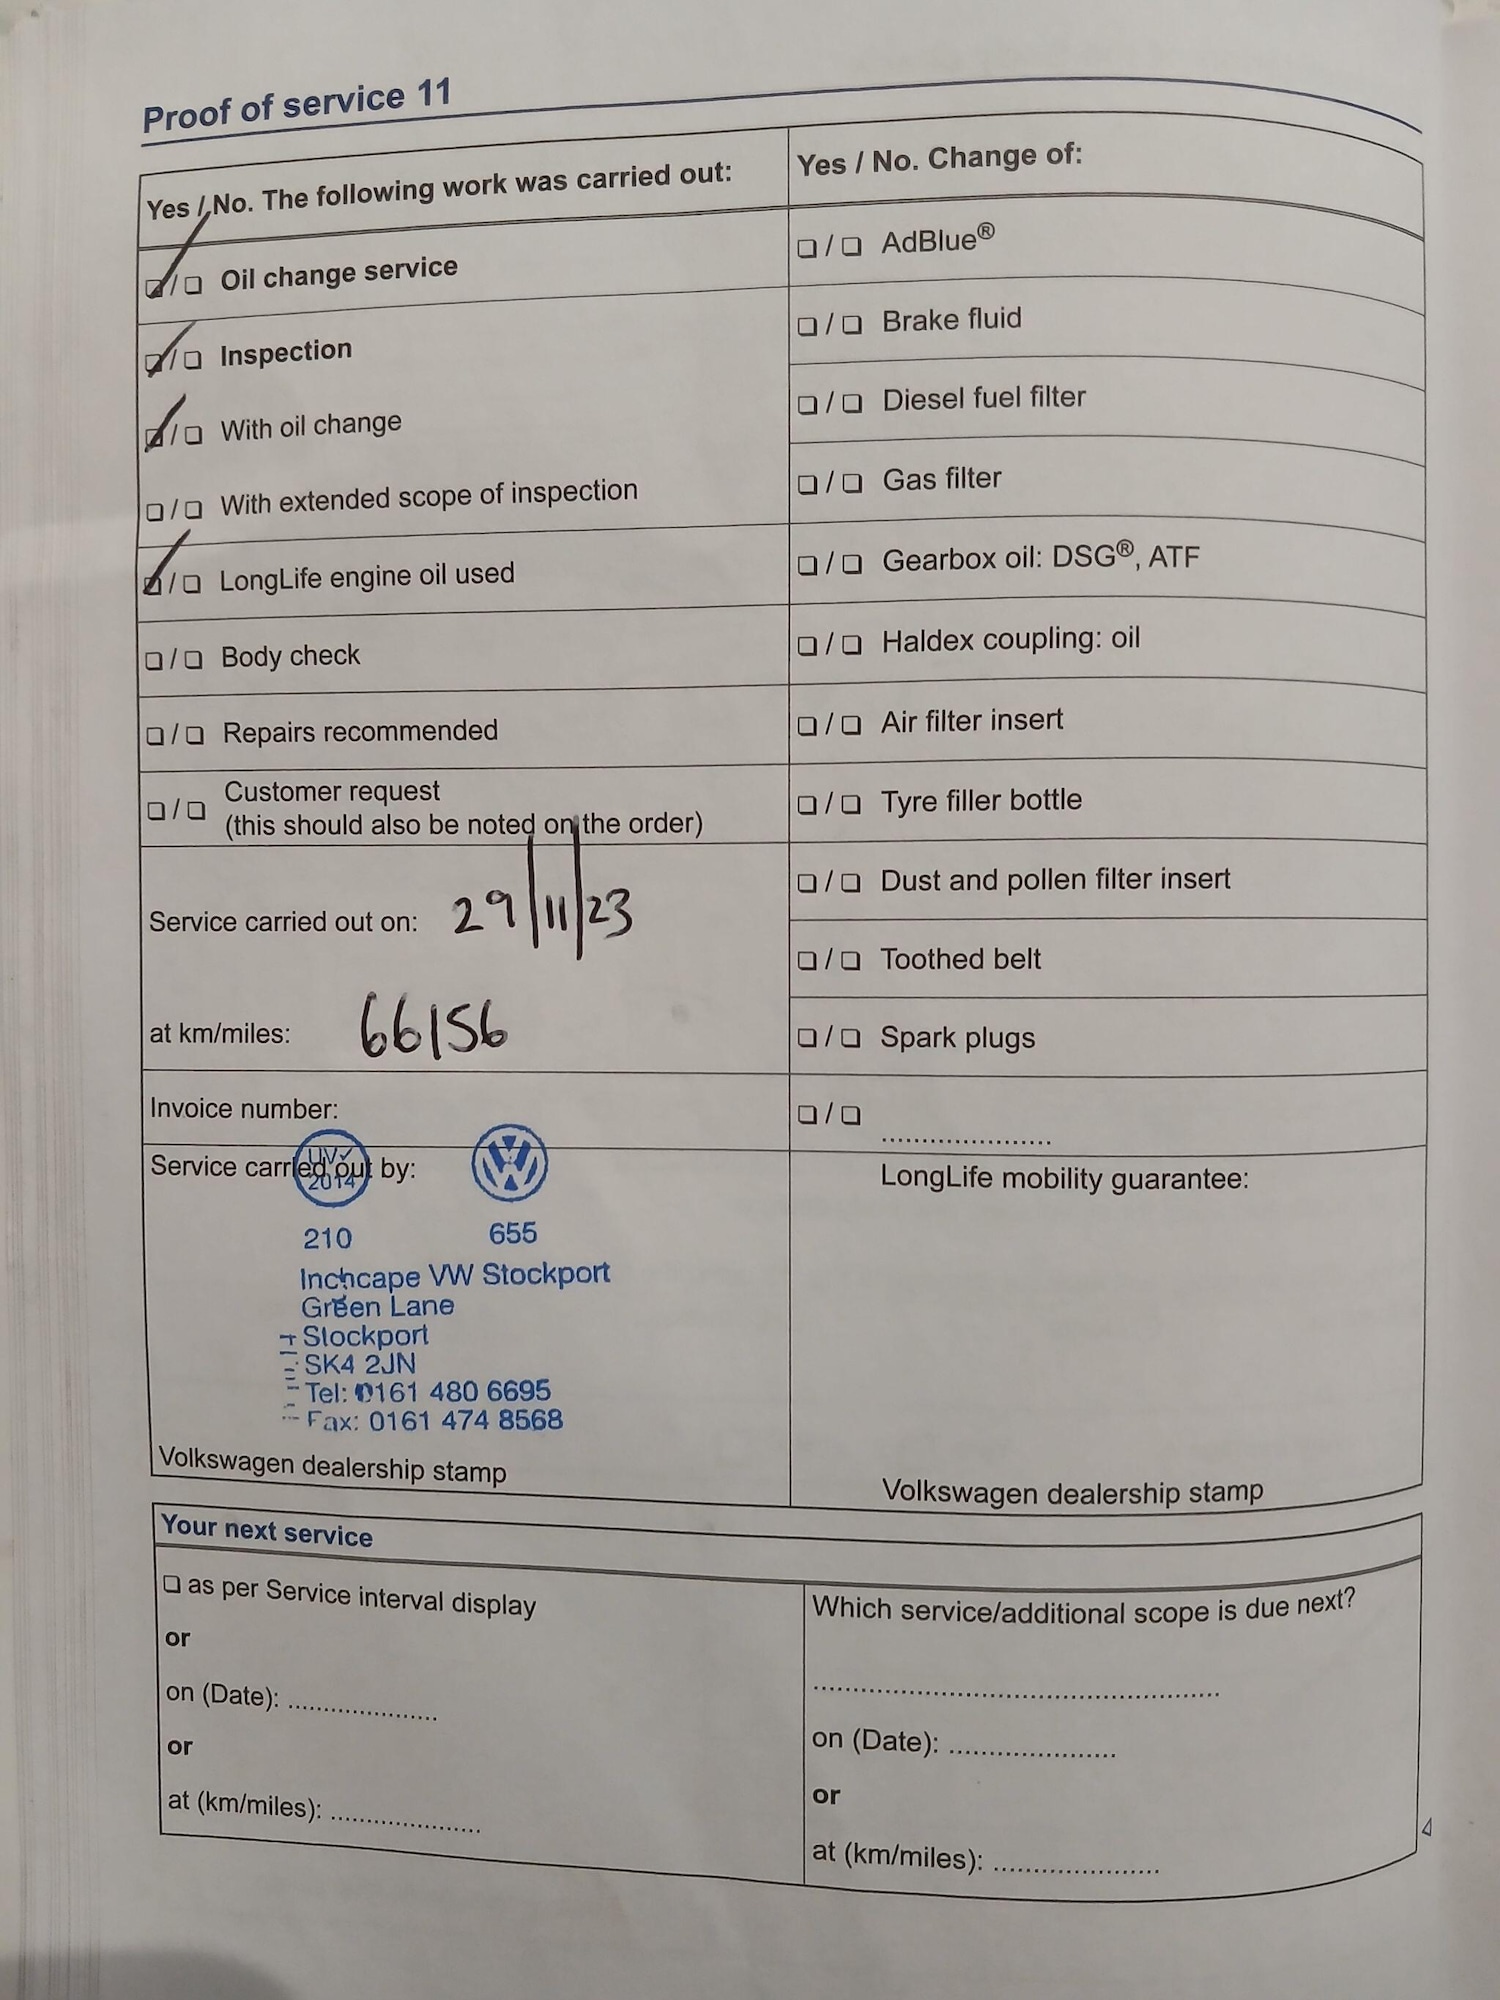 Proof of service 11
Yes / No. The following work was carried out:
❏/❏ Oil change service
❏/❏ Inspection
❏/❏ With oil change
❏/❏ With extended scope of inspection
❏/❏ LongLife engine oil used
❏/❏ Body check
❏/❏ Repairs recommended
❏/❏ Customer request
(this should also be noted on the order)
Service carried out on: 29/11/23
at km/miles: 66156
Invoice number:
Service carried out by:
UV✓
2014
210 655
Inchcape VW Stockport
Green Lane
Stockport
SK4 2JN
Tel: 0161 480 6695
Fax: 0161 474 8568
Volkswagen dealership stamp
Yes / No. Change of:
❏/❏ AdBlue®
❏/❏ Brake fluid
❏/❏ Diesel fuel filter
❏/❏ Gas filter
❏/❏ Gearbox oil: DSG®, ATF
❏/❏ Haldex coupling: oil
❏/❏ Air filter insert
❏/❏ Tyre filler bottle
❏/❏ Dust and pollen filter insert
❏/❏ Toothed belt
❏/❏ Spark plugs
❏/❏ .....................
LongLife mobility guarantee:
Volkswagen dealership stamp
Your next service
❏ as per Service interval display
or
on (Date): ...................
or
at (km/miles): ...................
Which service/additional scope is due next?
...................................................
on (Date): .....................
or
at (km/miles): .....................